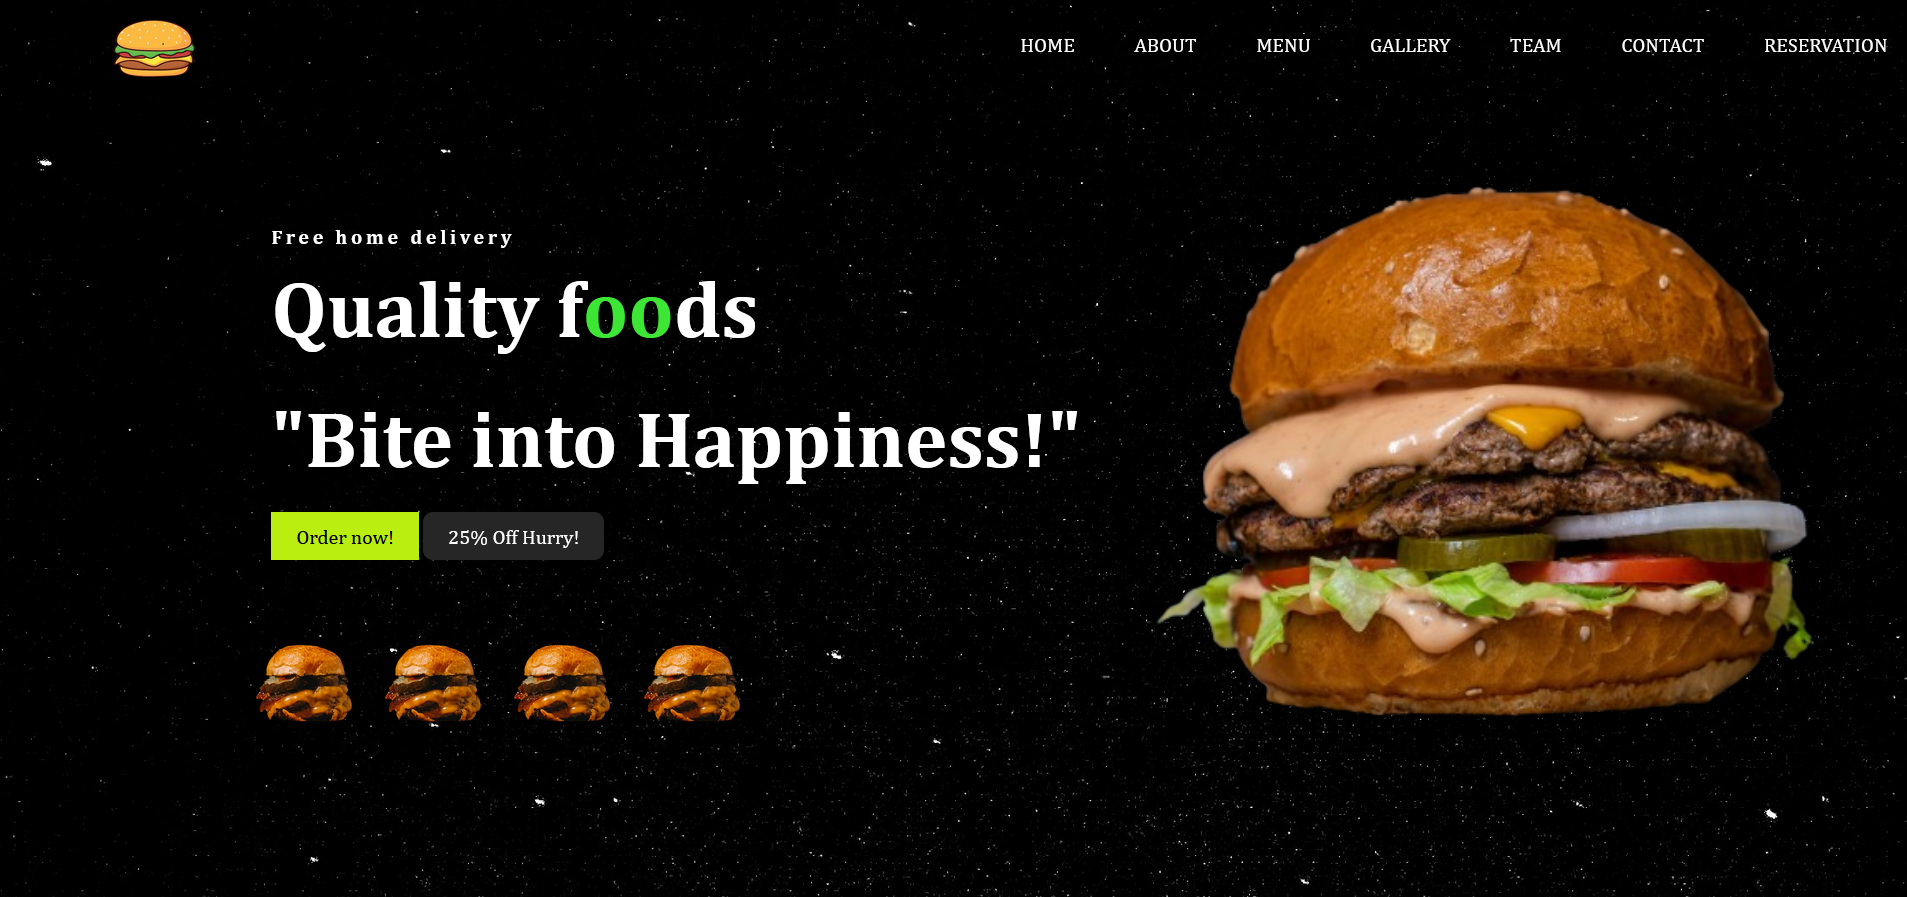 HOME ABOUT MENU GALLERY TEAM CONTACT RESERVATION
Free home delivery
Quality foods
"Bite into Happiness!"
Order now! 25% Off Hurry!